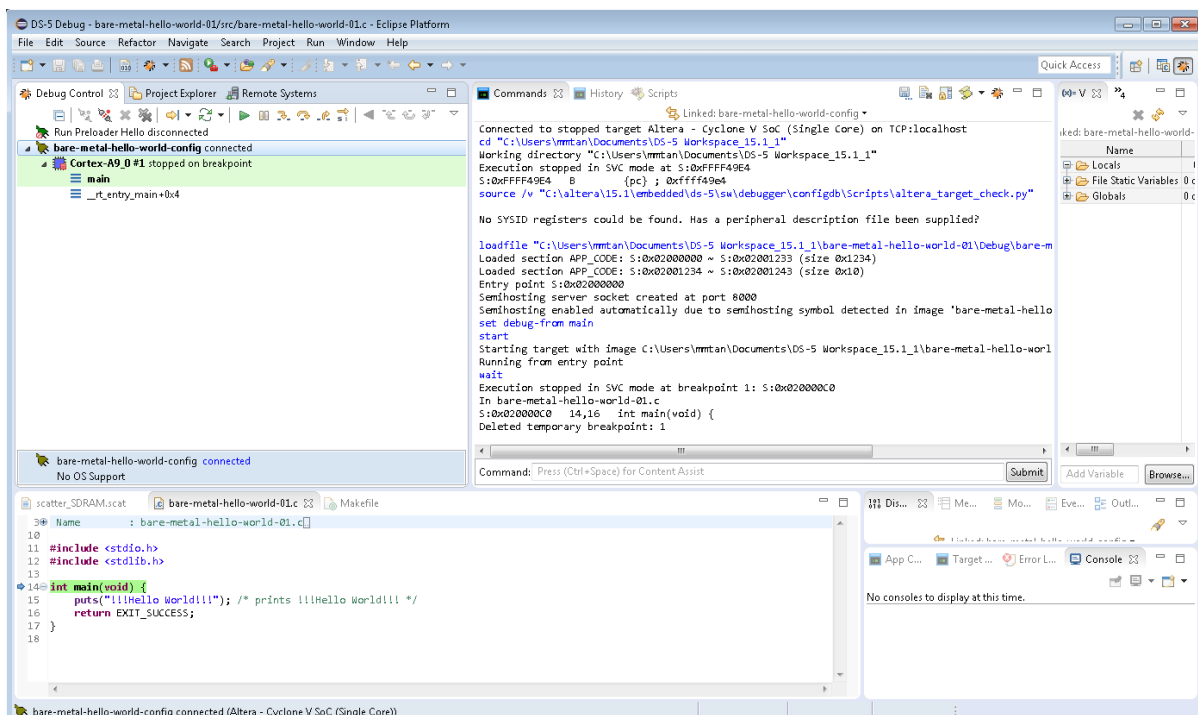 DS-5 Debug - bare-metal-hello-world-01/src/bare-metal-hello-world-01.c - Eclipse Platform
File Edit Source Refactor Navigate Search Project Run Window Help
Quick Access
Debug Control Project Explorer Remote Systems
Run Preloader Hello disconnected
bare-metal-hello-world-config connected
Cortex-A9_0 #1 stopped on breakpoint
main
__rt_entry_main+0x4
bare-metal-hello-world-config connected
No OS Support
Commands History Scripts
Linked: bare-metal-hello-world-config
Connected to stopped target Altera - Cyclone V SoC (Single Core) on TCP:localhost
cd "C:\Users\mmtan\Documents\DS-5 Workspace_15.1_1"
Working directory "C:\Users\mmtan\Documents\DS-5 Workspace_15.1_1"
Execution stopped in SVC mode at S:0xFFFF49E4
S:0xFFFF49E4 B {pc} ; 0xffff49e4
source /v "C:\altera\15.1\embedded\ds-5\sw\debugger\configdb\Scripts\altera_target_check.py"
No SYSID registers could be found. Has a peripheral description file been supplied?
loadfile "C:\Users\mmtan\Documents\DS-5 Workspace_15.1_1\bare-metal-hello-world-01\Debug\bare-m
Loaded section APP_CODE: S:0x02000000 ~ S:0x02001233 (size 0x1234)
Loaded section APP_CODE: S:0x02001234 ~ S:0x02001243 (size 0x10)
Entry point S:0x02000000
Semihosting server socket created at port 8000
Semihosting enabled automatically due to semihosting symbol detected in image 'bare-metal-hello
set debug-from main
start
Starting target with image C:\Users\mmtan\Documents\DS-5 Workspace_15.1_1\bare-metal-hello-worl
Running from entry point
wait
Execution stopped in SVC mode at breakpoint 1: S:0x020000C0
In bare-metal-hello-world-01.c
S:0x020000C0 14,16 int main(void) {
Deleted temporary breakpoint: 1
Command: Press (Ctrl+Space) for Content Assist Submit
(x)= V 4
ked: bare-metal-hello-world-
Name
Locals
File Static Variables 0 c
Globals 0 c
Add Variable Browse...
scatter_SDRAM.scat bare-metal-hello-world-01.c Makefile
3 Name : bare-metal-hello-world-01.c
10
11 #include <stdio.h>
12 #include <stdlib.h>
13
14 int main(void) {
15 puts("!!!Hello World!!!"); /* prints !!!Hello World!!! */
16 return EXIT_SUCCESS;
17 }
18
Dis... Me... Mo... Eve... Outl...
App C... Target ... Error L... Console
No consoles to display at this time.
bare-metal-hello-world-config connected (Altera - Cyclone V SoC (Single Core))